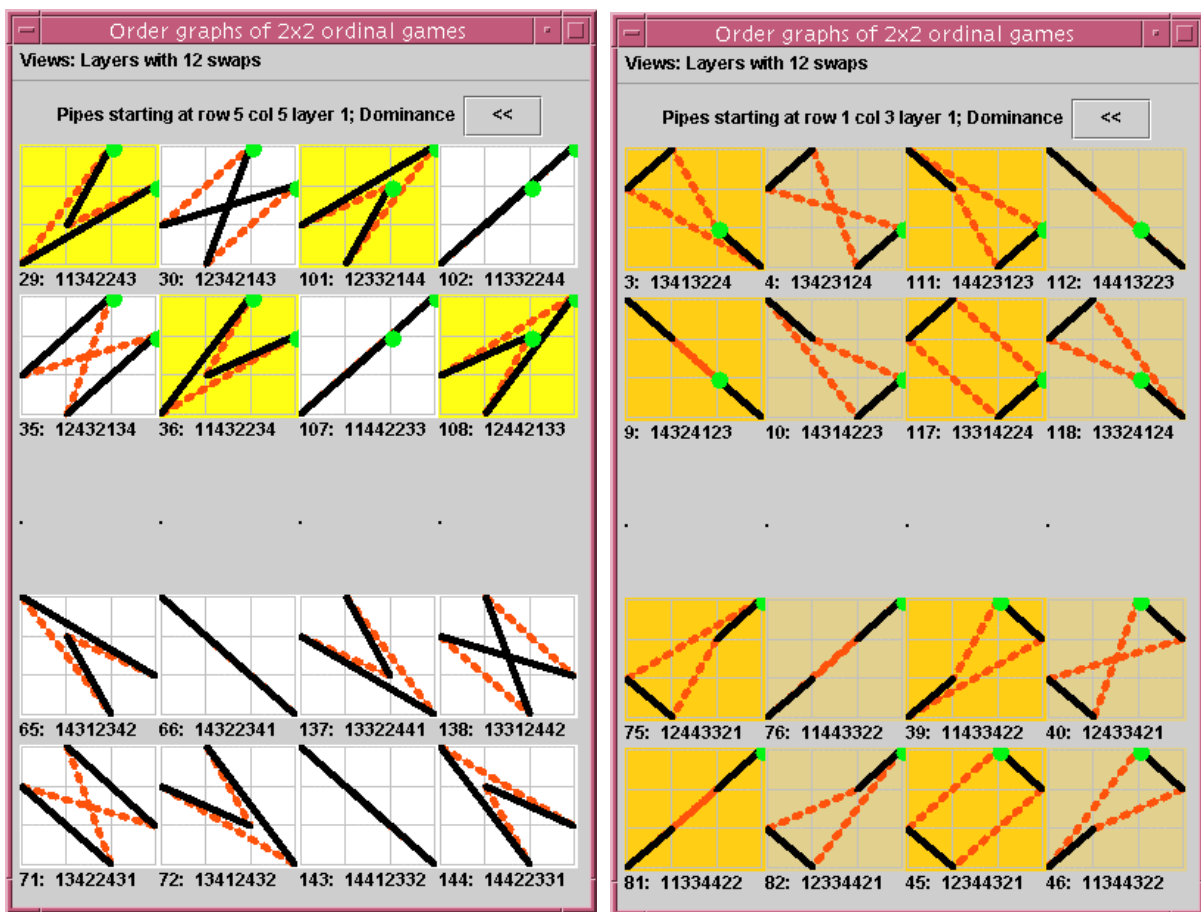 Order graphs of 2x2 ordinal games
Views: Layers with 12 swaps
Pipes starting at row 5 col 5 layer 1; Dominance <<
29: 11342243 30: 12342143 101: 12332144 102: 11332244
35: 12432134 36: 11432234 107: 11442233 108: 12442133
. . . .
65: 14312342 66: 14322341 137: 13322441 138: 13312442
71: 13422431 72: 13412432 143: 14412332 144: 14422331
Order graphs of 2x2 ordinal games
Views: Layers with 12 swaps
Pipes starting at row 1 col 3 layer 1; Dominance <<
3: 13413224 4: 13423124 111: 14423123 112: 14413223
9: 14324123 10: 14314223 117: 13314224 118: 13324124
. . . .
75: 12443321 76: 11443322 39: 11433422 40: 12433421
81: 11334422 82: 12334421 45: 12344321 46: 11344322